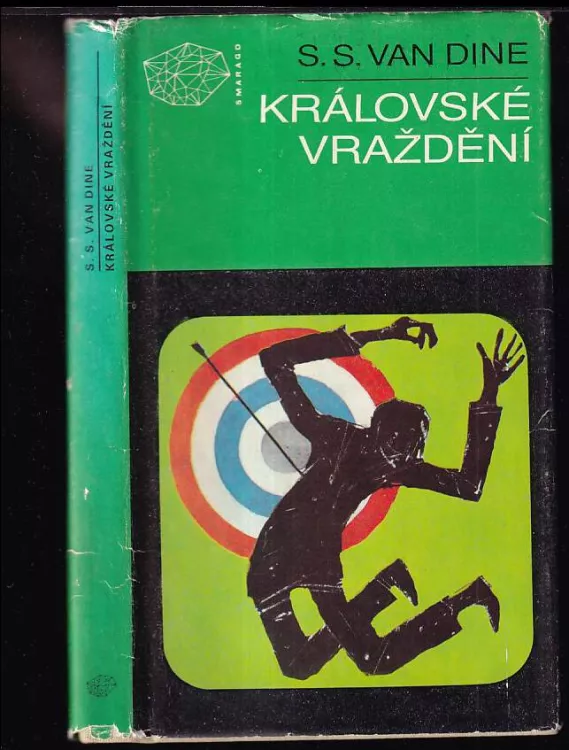 S. S. VAN DINE
KRÁLOVSKÉ VRAŽDĚNÍ
SMARAGD
S. S. VAN DINE
KRÁLOVSKÉ
VRAŽDĚNÍ